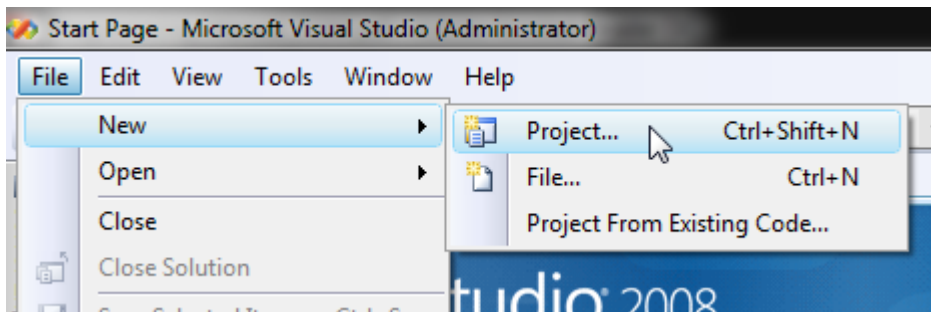 Start Page - Microsoft Visual Studio (Administrator)
File Edit View Tools Window Help
New
Project... Ctrl+Shift+N
Open
File... Ctrl+N
Close
Project From Existing Code...
Close Solution
2008